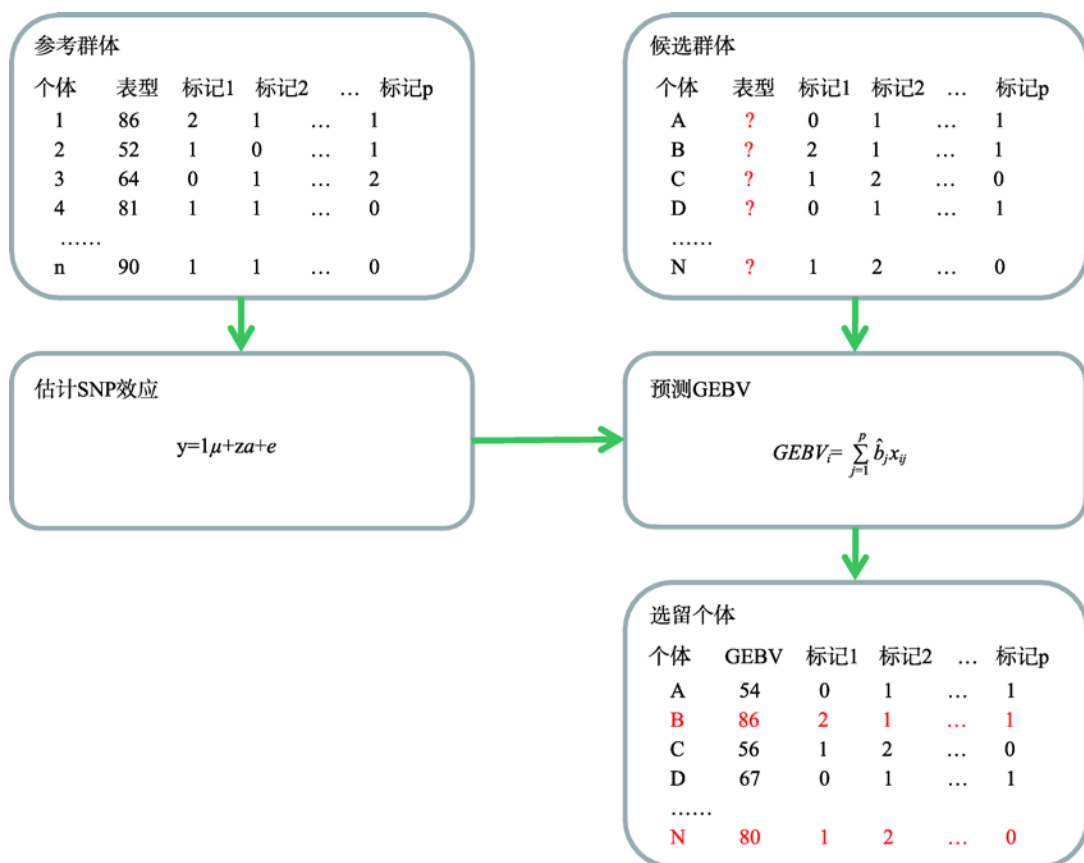 参考群体
个体 表型 标记1 标记2 … 标记p
1 86 2 1 … 1
2 52 1 0 … 1
3 64 0 1 … 2
4 81 1 1 … 0
……
n 90 1 1 … 0
估计SNP效应
y=1μ+za+e
候选群体
个体 表型 标记1 标记2 … 标记p
A ? 0 1 … 1
B ? 2 1 … 1
C ? 1 2 … 0
D ? 0 1 … 1
……
N ? 1 2 … 0
预测GEBV
GEBVᵢ= ∑ᵖⱼ₌₁ b̂ⱼxᵢⱼ
选留个体
个体 GEBV 标记1 标记2 … 标记p
A 54 0 1 … 1
B 86 2 1 … 1
C 56 1 2 … 0
D 67 0 1 … 1
……
N 80 1 2 … 0